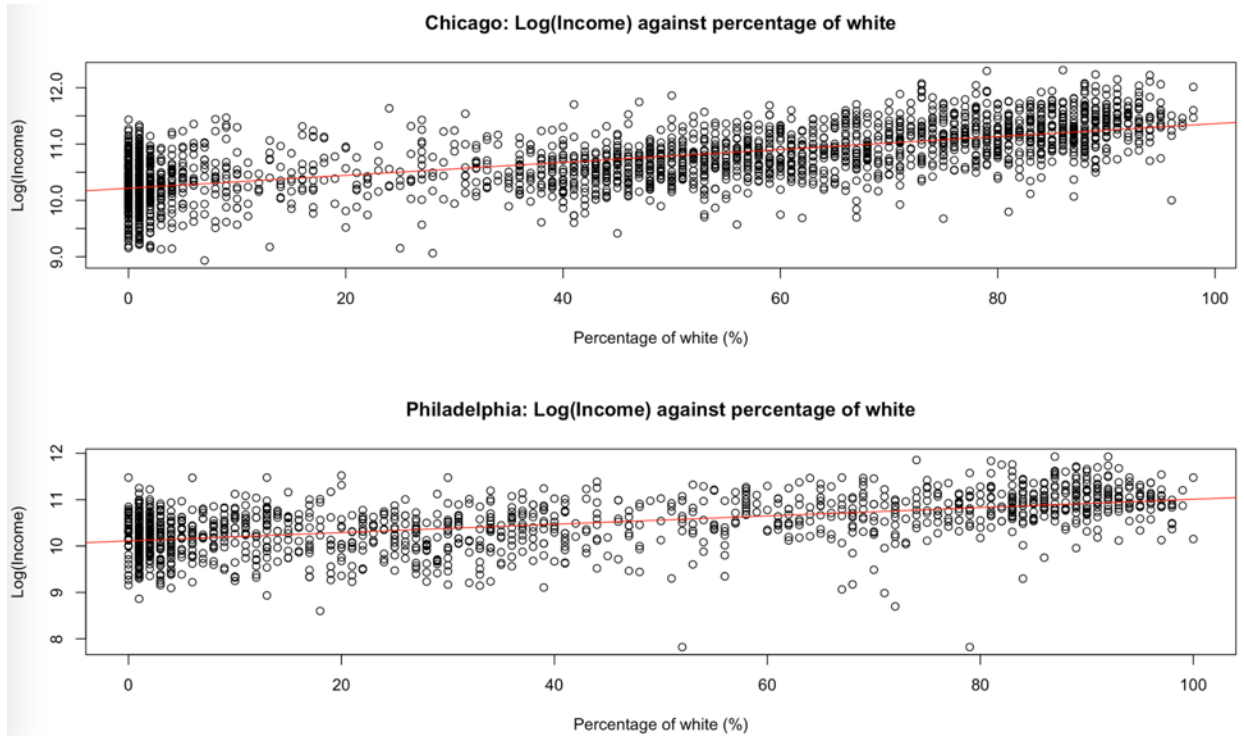 Chicago: Log(Income) against percentage of white
Log(Income)
12.0
11.0
10.0
9.0
0 20 40 60 80 100
Percentage of white (%)
Philadelphia: Log(Income) against percentage of white
Log(Income)
12
11
10
9
8
0 20 40 60 80 100
Percentage of white (%)